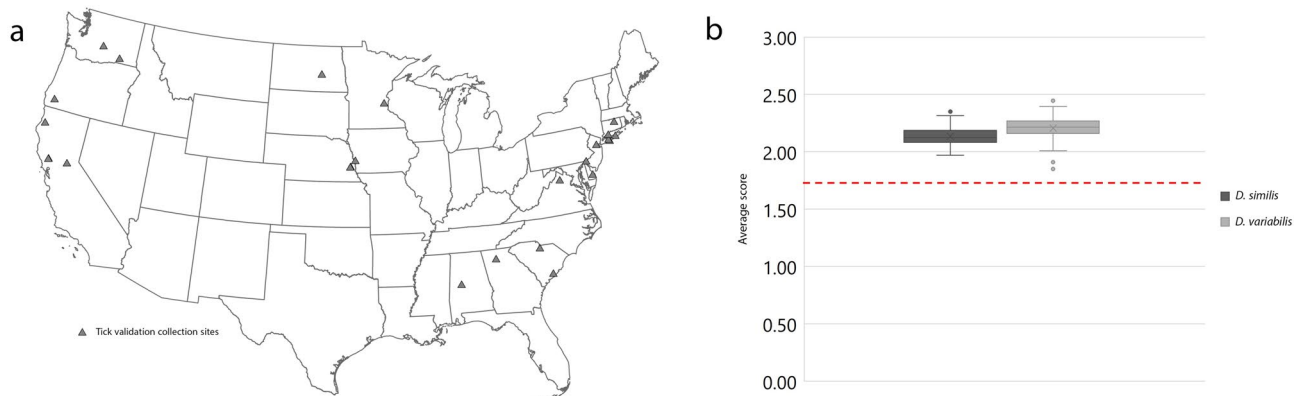 a
Tick validation collection sites
b
3.00
2.50
2.00
1.50
1.00
0.50
0.00
Average score
D. similis
D. variabilis